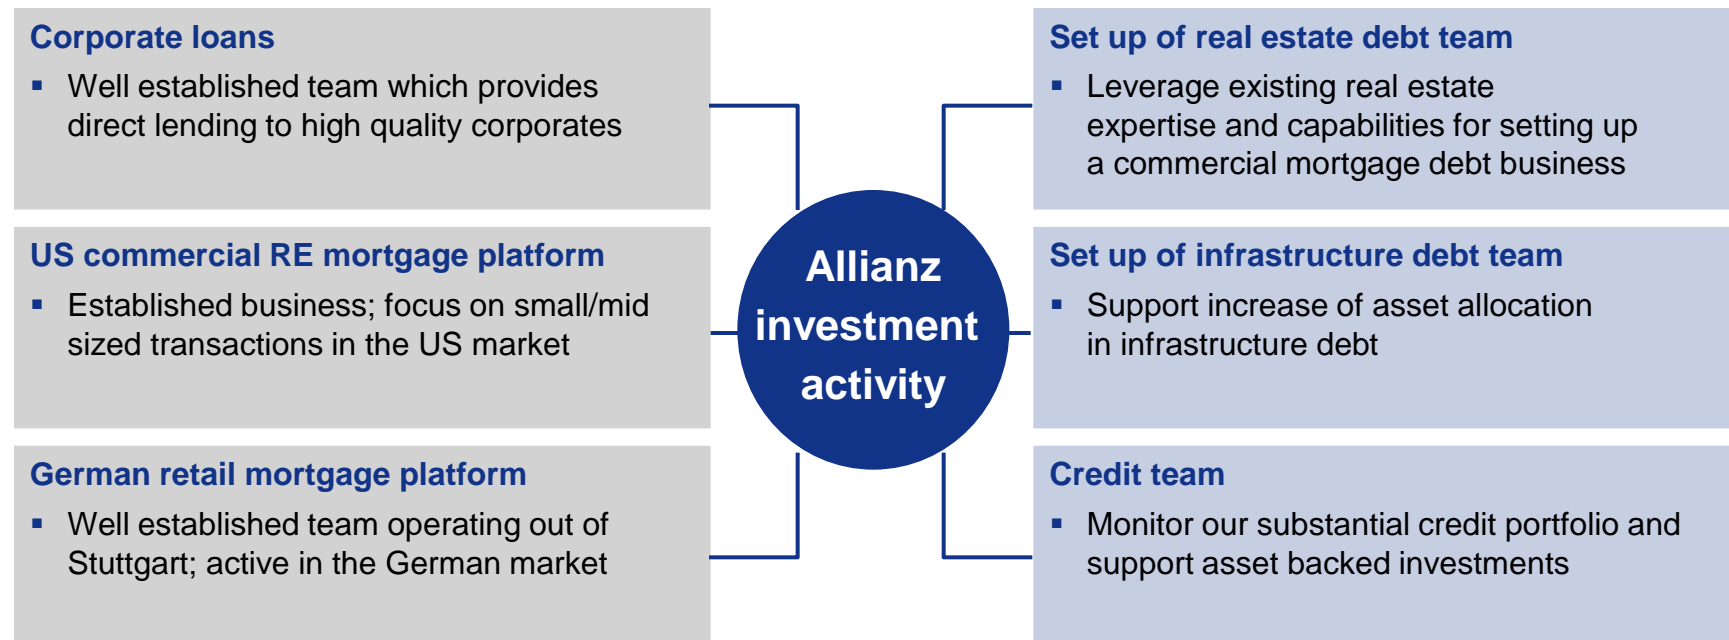 Corporate loans
▪ Well established team which provides
direct lending to high quality corporates
US commercial RE mortgage platform
▪ Established business; focus on small/mid
sized transactions in the US market
German retail mortgage platform
▪ Well established team operating out of
Stuttgart; active in the German market
Allianz
investment
activity
Set up of real estate debt team
▪ Leverage existing real estate
expertise and capabilities for setting up
a commercial mortgage debt business
Set up of infrastructure debt team
▪ Support increase of asset allocation
in infrastructure debt
Credit team
▪ Monitor our substantial credit portfolio and
support asset backed investments